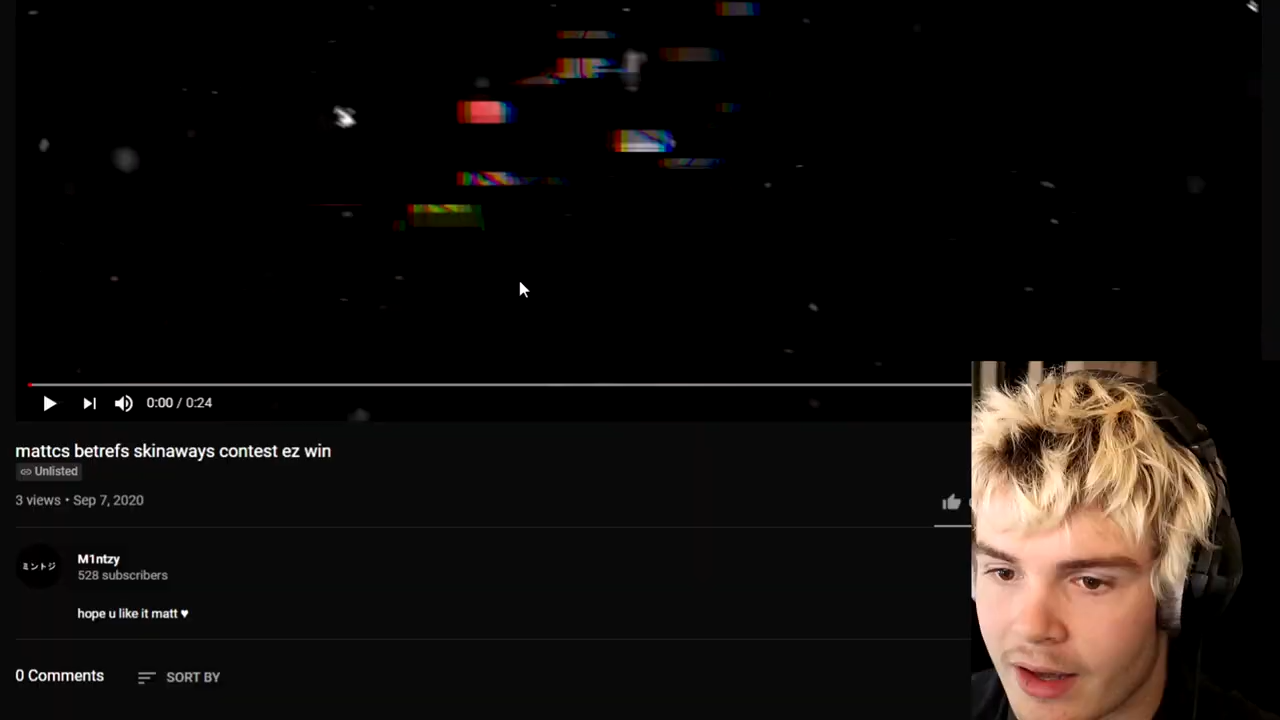 0:00 / 0:24
mattcs betrefs skinaways contest ez win
Unlisted
3 views • Sep 7, 2020
ミントジ
M1ntzy
528 subscribers
hope u like it matt ♥
0 Comments
SORT BY